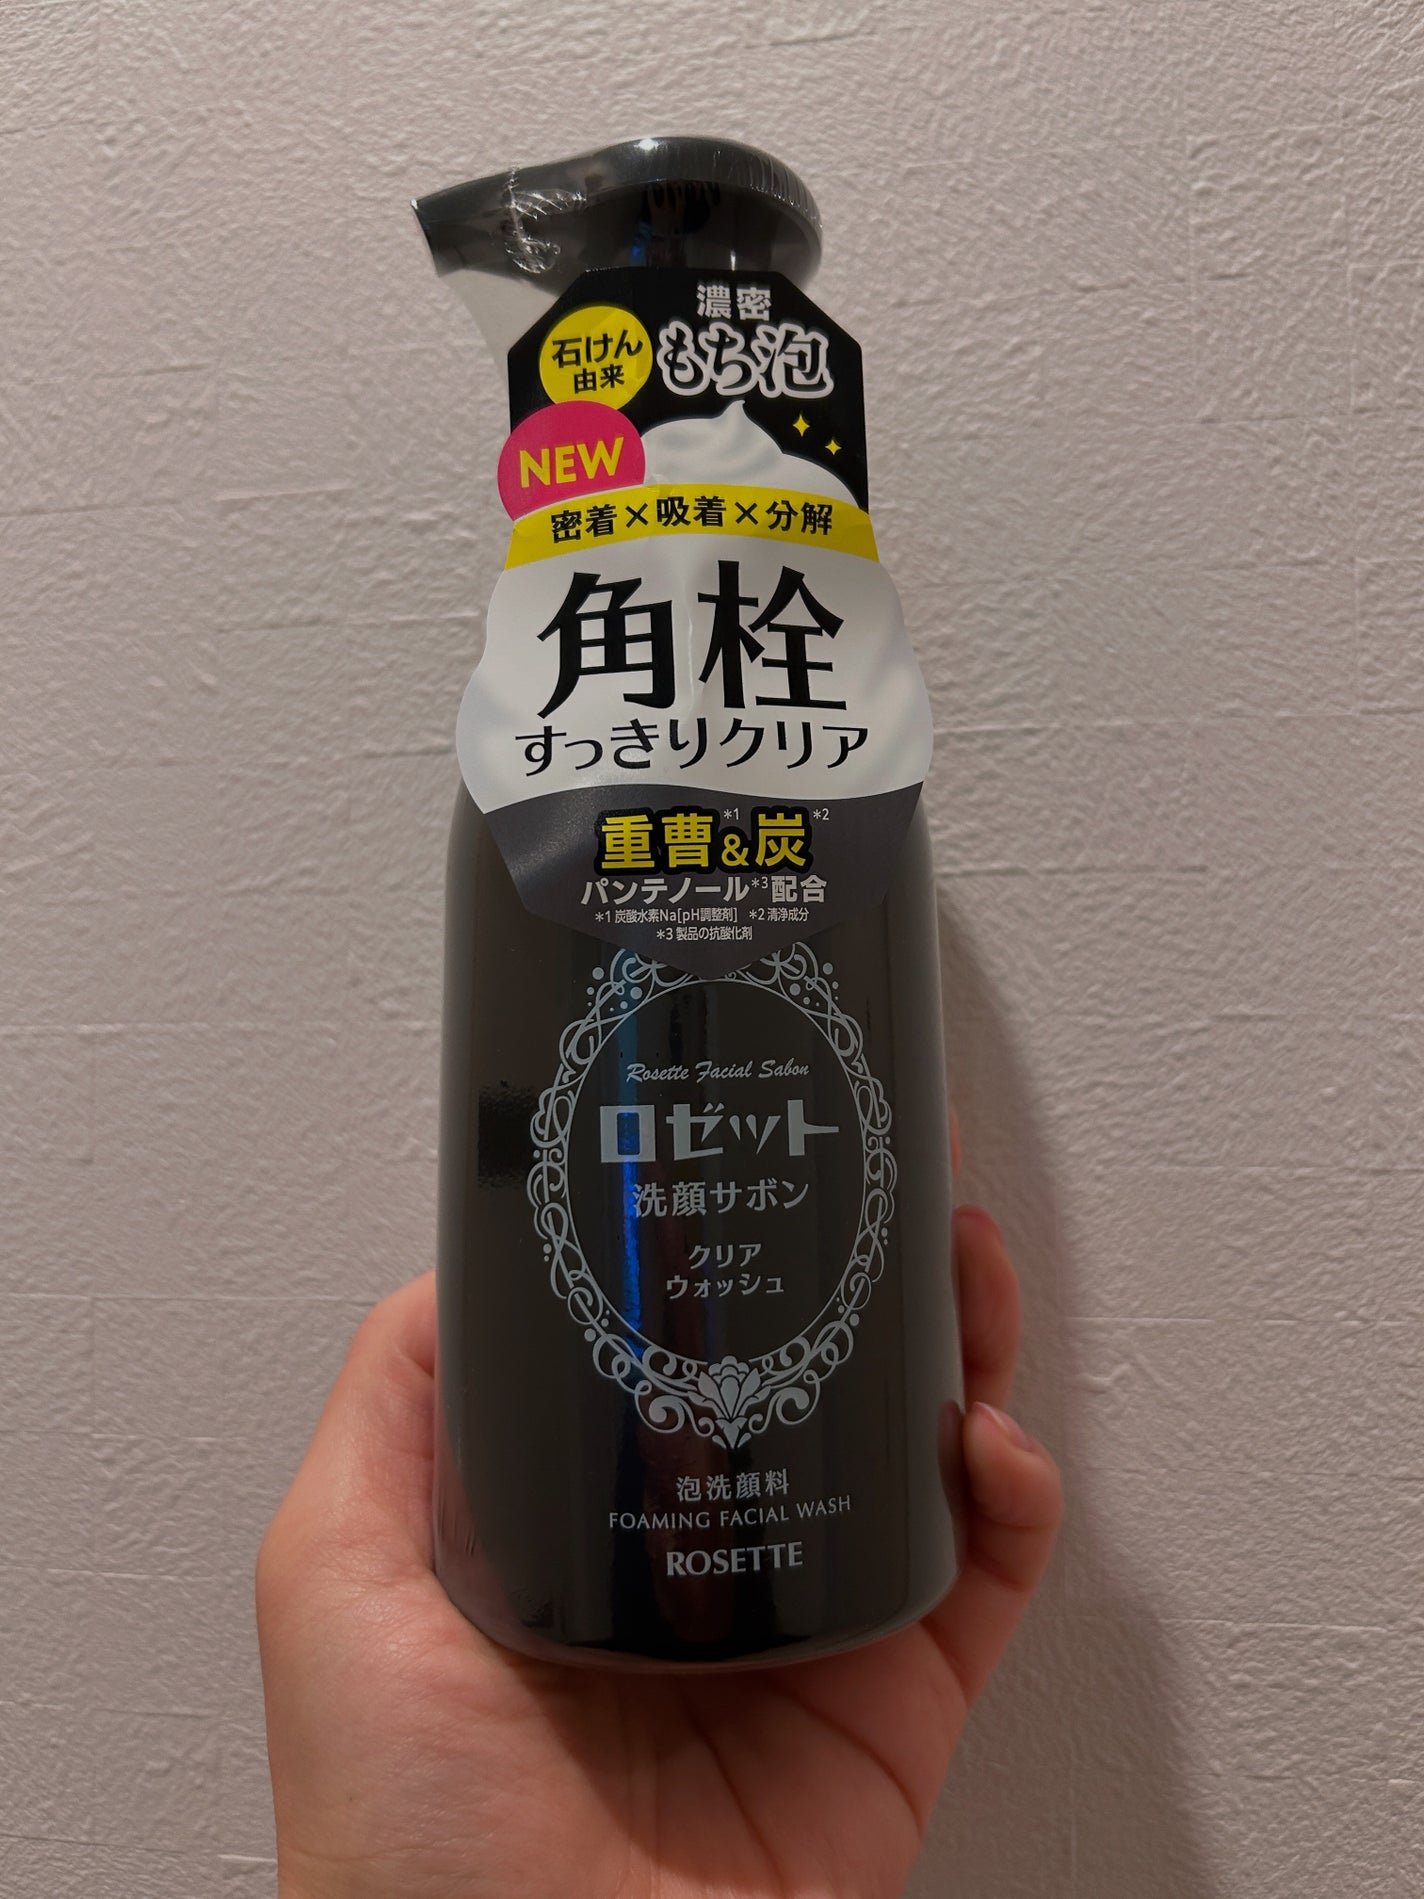 濃密
もち泡
石けん
由来
NEW
密着×吸着×分解
角栓
すっきりクリア
重曹*1&炭*2
パンテノール*3配合
*1 炭酸水素Na[pH調整剤] *2 清浄成分
*3 製品の抗酸化剤
Rosette Facial Sabon
ロゼット
洗顔サボン
クリア
ウォッシュ
泡洗顔料
FOAMING FACIAL WASH
ROSETTE